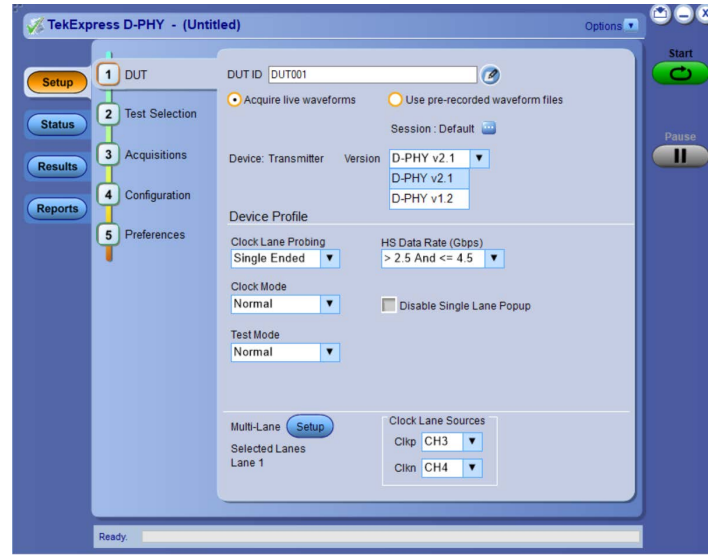 TekExpress D-PHY - (Untitled)
Options
Start
Pause
Setup
Status
Results
Reports
1 DUT
2 Test Selection
3 Acquisitions
4 Configuration
5 Preferences
DUT ID DUT001
Acquire live waveforms
Use pre-recorded waveform files
Session : Default
Device: Transmitter Version D-PHY v2.1
D-PHY v2.1
D-PHY v1.2
Device Profile
Clock Lane Probing
Single Ended
HS Data Rate (Gbps)
> 2.5 And <= 4.5
Clock Mode
Normal
Disable Single Lane Popup
Test Mode
Normal
Multi-Lane Setup
Selected Lanes
Lane 1
Clock Lane Sources
Clkp CH3
Clkn CH4
Ready.